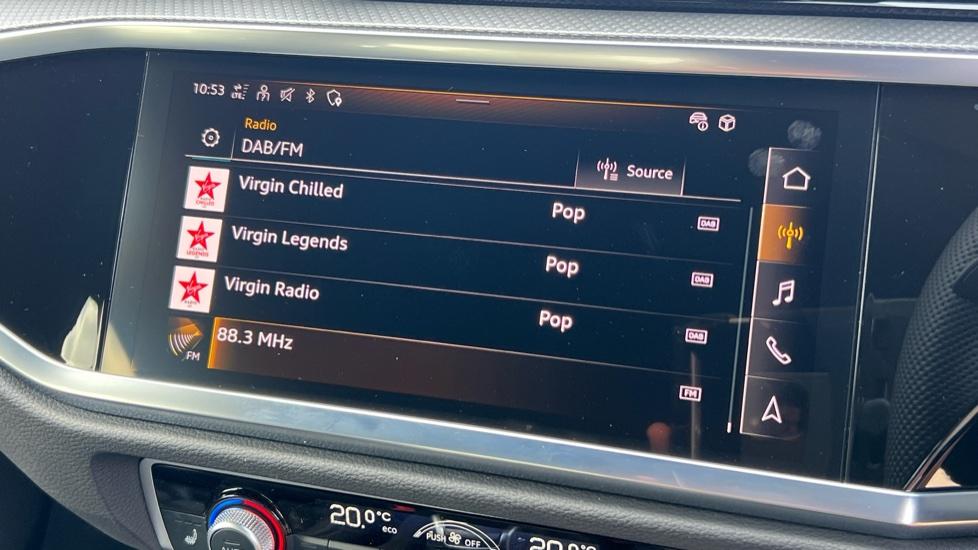 10:53 LTE
Radio
DAB/FM
Source
Virgin Chilled Pop DAB
Virgin Legends Pop DAB
Virgin Radio Pop DAB
88.3 MHz FM
FM
20.0°C
eco
PUSH OFF